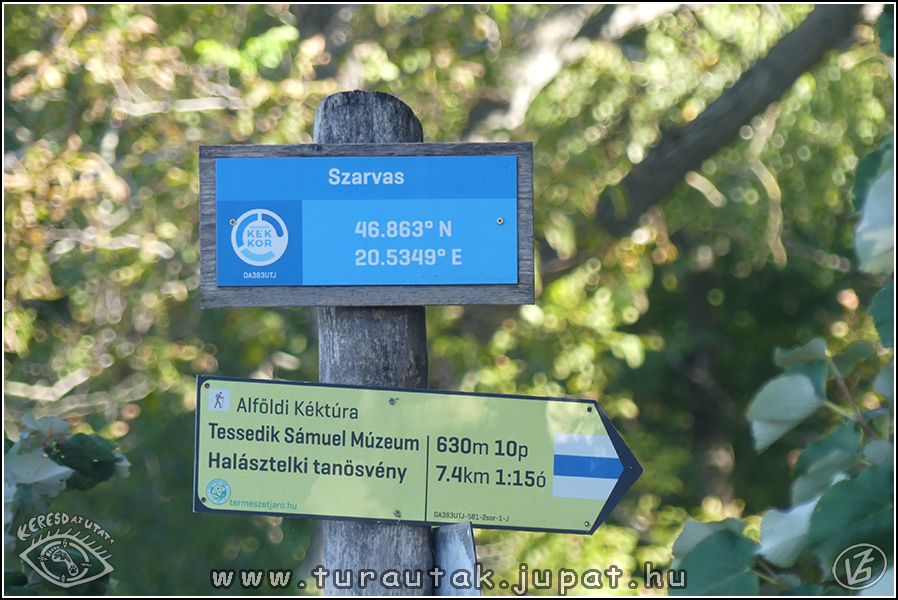 Szarvas
46.863° N
20.5349° E
KÉK
KÖR
DA383UTJ
Alföldi Kéktúra
Tessedik Sámuel Múzeum 630m 10p
Halásztelki tanösvény 7.4km 1:15ó
termeszetjaro.hu
DA383UTJ-581-2sor-1-J
KERESD AZ UTAT!
www.turautak.jupat.hu